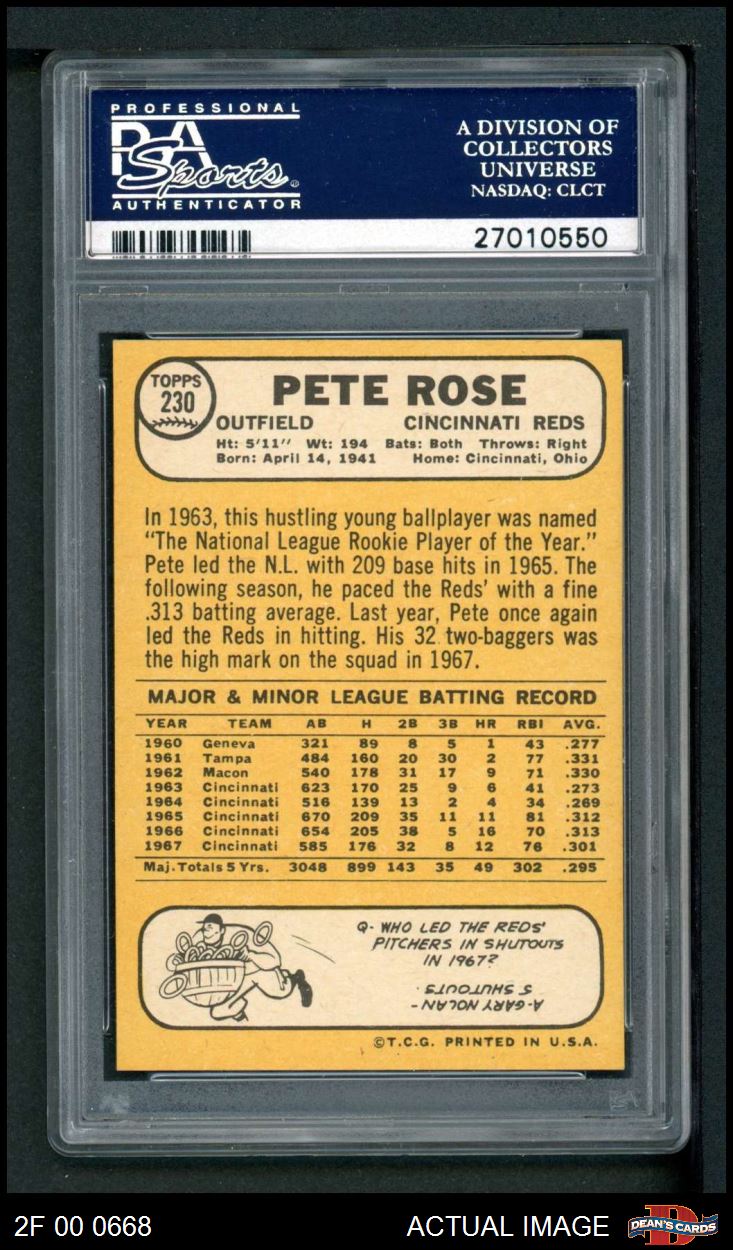 PROFESSIONAL
PSA
Sports
AUTHENTICATOR
A DIVISION OF
COLLECTORS
UNIVERSE
NASDAQ: CLCT
27010550
TOPPS
230
PETE ROSE
OUTFIELD CINCINNATI REDS
Ht: 5'11" Wt: 194 Bats: Both Throws: Right
Born: April 14, 1941 Home: Cincinnati, Ohio
In 1963, this hustling young ballplayer was named
"The National League Rookie Player of the Year."
Pete led the N.L. with 209 base hits in 1965. The
following season, he paced the Reds' with a fine
.313 batting average. Last year, Pete once again
led the Reds in hitting. His 32 two-baggers was
the high mark on the squad in 1967.
MAJOR & MINOR LEAGUE BATTING RECORD
YEAR TEAM AB H 2B 3B HR RBI AVG.
1960 Geneva 321 89 8 5 1 43 .277
1961 Tampa 484 160 20 30 2 77 .331
1962 Macon 540 178 31 17 9 71 .330
1963 Cincinnati 623 170 25 9 6 41 .273
1964 Cincinnati 516 139 13 2 4 34 .269
1965 Cincinnati 670 209 35 11 11 81 .312
1966 Cincinnati 654 205 38 5 16 70 .313
1967 Cincinnati 585 176 32 8 12 76 .301
Maj. Totals 5 Yrs. 3048 899 143 35 49 302 .295
Q- WHO LED THE REDS'
PITCHERS IN SHUTOUTS
IN 1967?
A-GARY NOLAN -
5 SHUTOUTS.
©T.C.G. PRINTED IN U.S.A.
2F 00 0668 ACTUAL IMAGE
DEAN'S CARDS